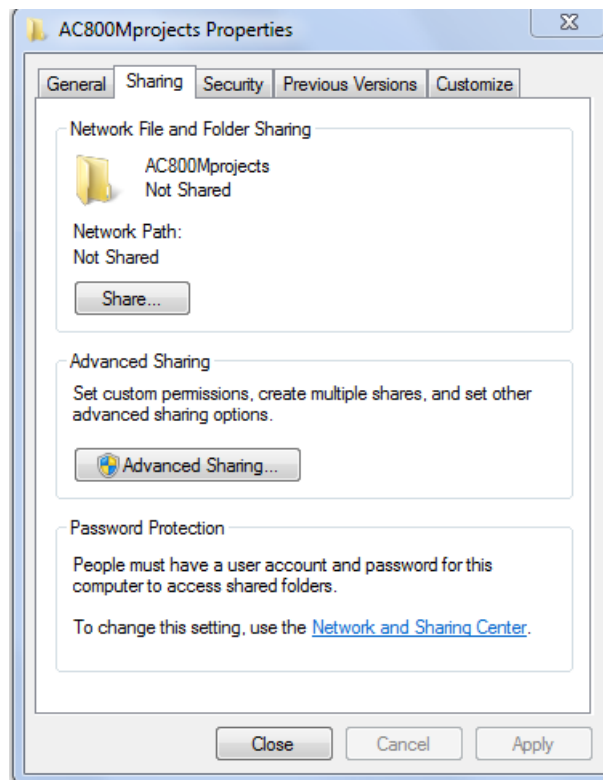 AC800Mprojects Properties
General Sharing Security Previous Versions Customize
Network File and Folder Sharing
AC800Mprojects
Not Shared
Network Path:
Not Shared
Share...
Advanced Sharing
Set custom permissions, create multiple shares, and set other
advanced sharing options.
Advanced Sharing...
Password Protection
People must have a user account and password for this
computer to access shared folders.
To change this setting, use the Network and Sharing Center.
Close Cancel Apply